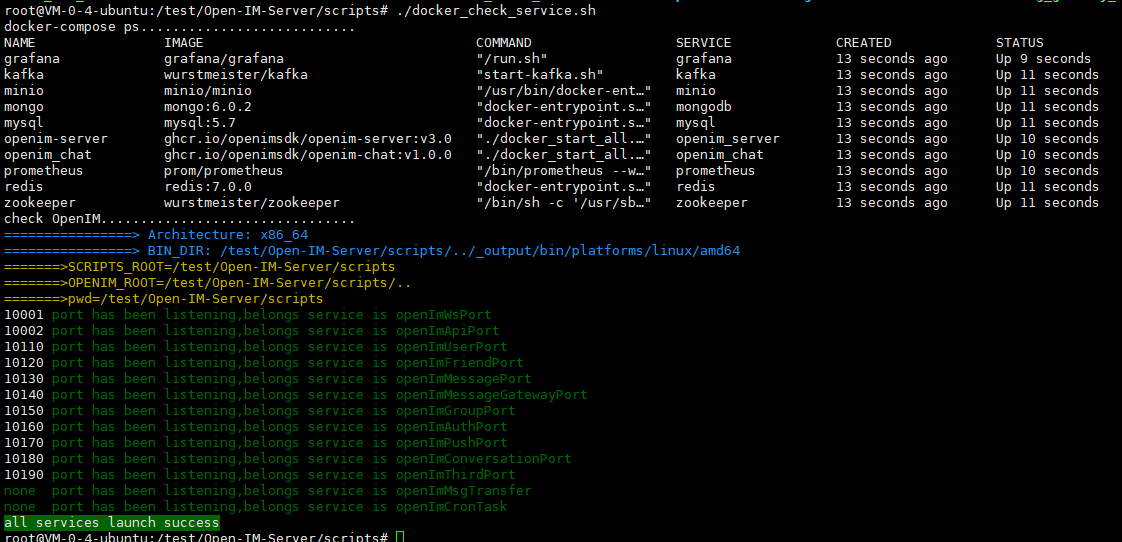 root@VM-0-4-ubuntu:/test/Open-IM-Server/scripts# ./docker_check_service.sh
docker-compose ps...........................
NAME IMAGE COMMAND SERVICE CREATED STATUS
grafana grafana/grafana "/run.sh" grafana 13 seconds ago Up 9 seconds
kafka wurstmeister/kafka "start-kafka.sh" kafka 13 seconds ago Up 11 seconds
minio minio/minio "/usr/bin/docker-ent…" minio 13 seconds ago Up 11 seconds
mongo mongo:6.0.2 "docker-entrypoint.s…" mongodb 13 seconds ago Up 11 seconds
mysql mysql:5.7 "docker-entrypoint.s…" mysql 13 seconds ago Up 11 seconds
openim-server ghcr.io/openimsdk/openim-server:v3.0 "./docker_start_all.…" openim_server 13 seconds ago Up 10 seconds
openim_chat ghcr.io/openimsdk/openim-chat:v1.0.0 "./docker_start_all.…" openim_chat 13 seconds ago Up 10 seconds
prometheus prom/prometheus "/bin/prometheus --w…" prometheus 13 seconds ago Up 10 seconds
redis redis:7.0.0 "docker-entrypoint.s…" redis 13 seconds ago Up 11 seconds
zookeeper wurstmeister/zookeeper "/bin/sh -c '/usr/sb…" zookeeper 13 seconds ago Up 11 seconds
check OpenIM................................
================> Architecture: x86_64
================> BIN_DIR: /test/Open-IM-Server/scripts/../_output/bin/platforms/linux/amd64
=======>SCRIPTS_ROOT=/test/Open-IM-Server/scripts
=======>OPENIM_ROOT=/test/Open-IM-Server/scripts/..
=======>pwd=/test/Open-IM-Server/scripts
10001 port has been listening,belongs service is openImWsPort
10002 port has been listening,belongs service is openImApiPort
10110 port has been listening,belongs service is openImUserPort
10120 port has been listening,belongs service is openImFriendPort
10130 port has been listening,belongs service is openImMessagePort
10140 port has been listening,belongs service is openImMessageGatewayPort
10150 port has been listening,belongs service is openImGroupPort
10160 port has been listening,belongs service is openImAuthPort
10170 port has been listening,belongs service is openImPushPort
10180 port has been listening,belongs service is openImConversationPort
10190 port has been listening,belongs service is openImThirdPort
none port has been listening,belongs service is openImMsgTransfer
none port has been listening,belongs service is openImCronTask
all services launch success
root@VM-0-4-ubuntu:/test/Open-IM-Server/scripts#